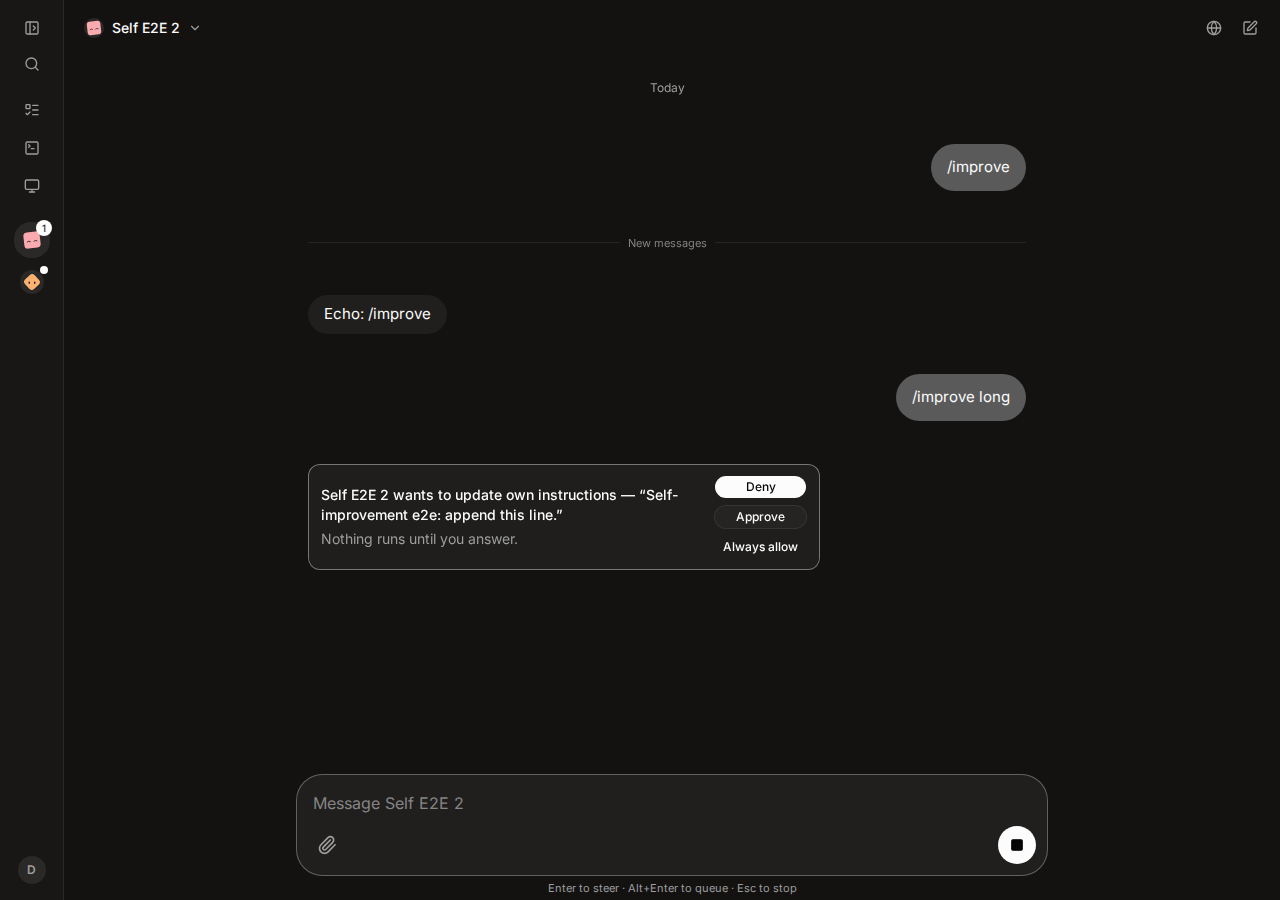 Self E2E 2
Today
/improve
1
New messages
Echo: /improve
/improve long
Self E2E 2 wants to update own instructions — “Self-
improvement e2e: append this line.”
Nothing runs until you answer.
Deny
Approve
Always allow
Message Self E2E 2
D
Enter to steer · Alt+Enter to queue · Esc to stop